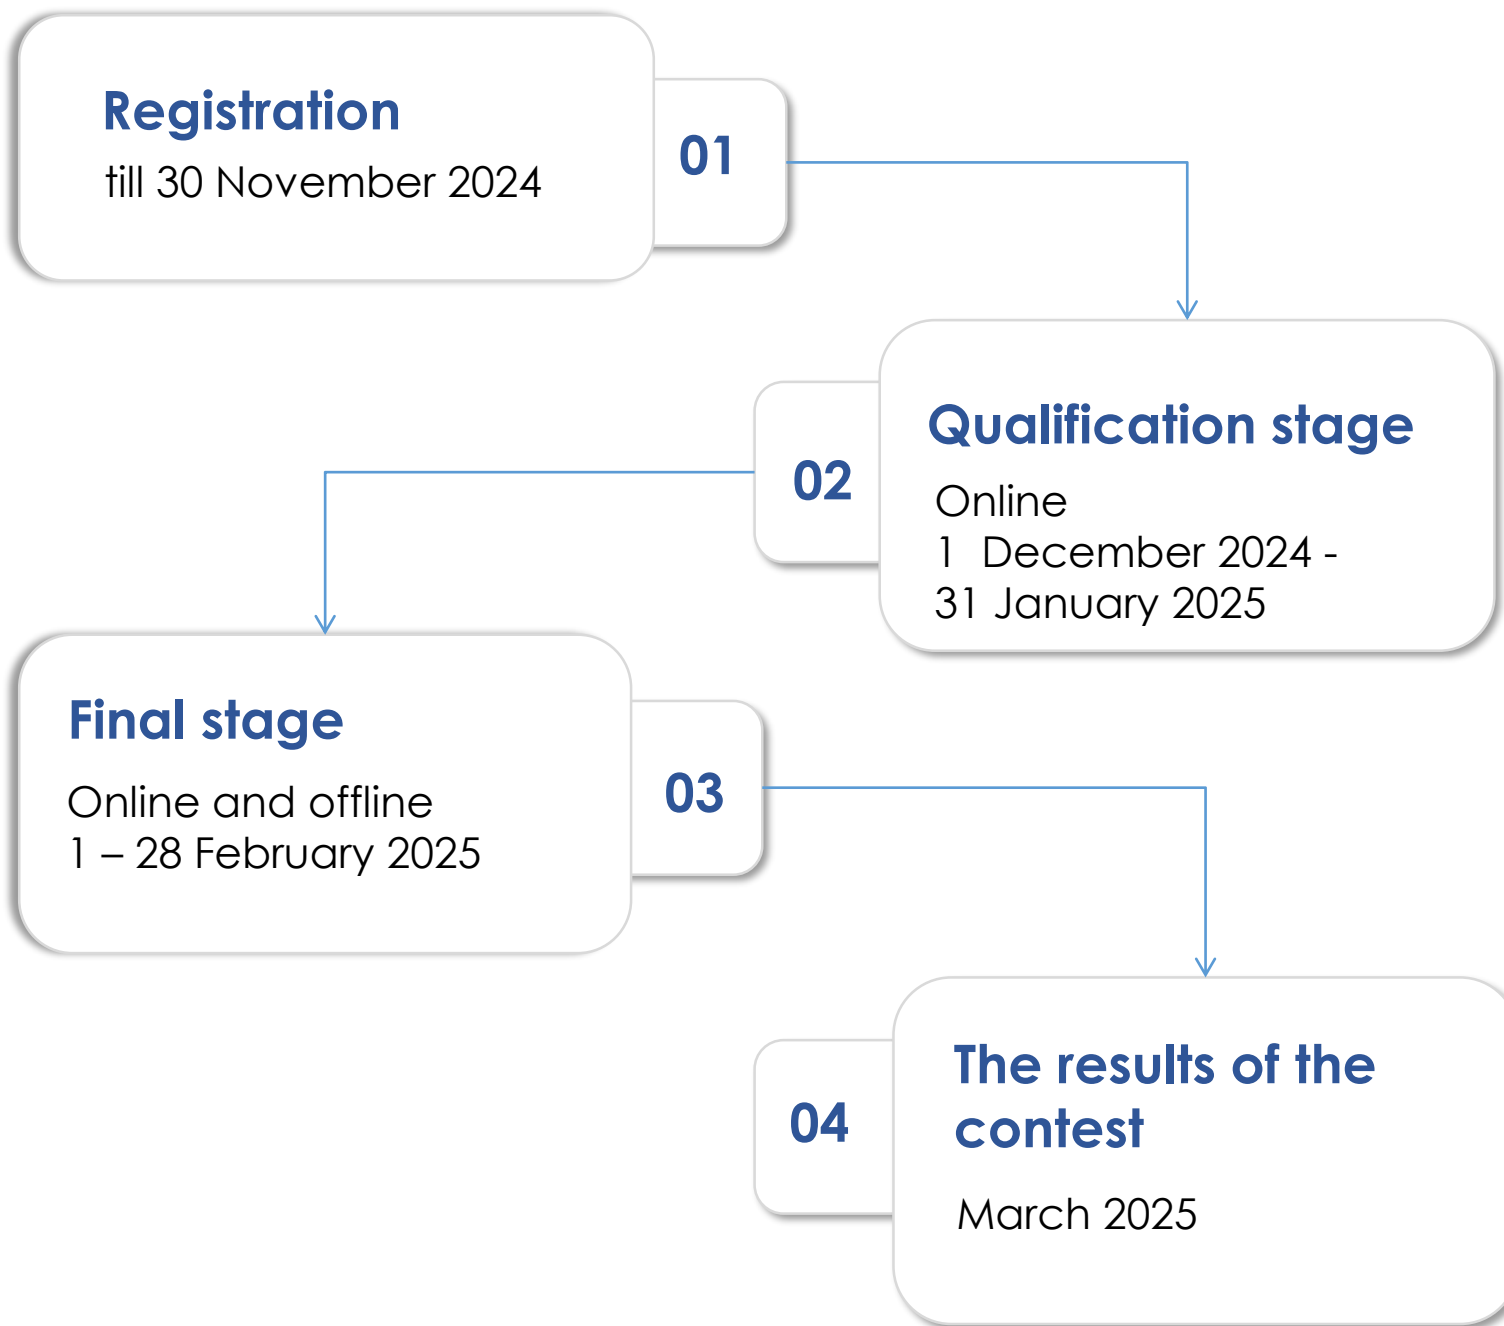 Registration
till 30 November 2024
01
Qualification stage
Online
1 December 2024 -
31 January 2025
02
Final stage
Online and offline
1 – 28 February 2025
03
The results of the
contest
March 2025
04